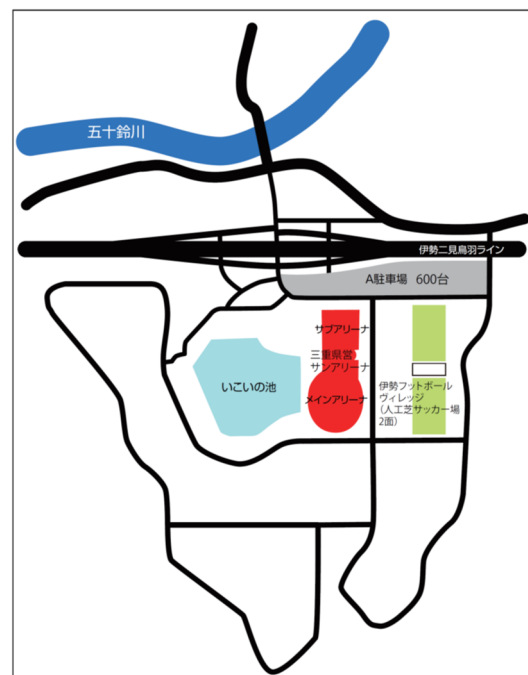 五十鈴川
伊勢二見鳥羽ライン
A駐車場 600台
サブアリーナ
三重県営
サンアリーナ
いこいの池
メインアリーナ
伊勢フットボール
ヴィレッジ
(人工芝サッカー場
2面)